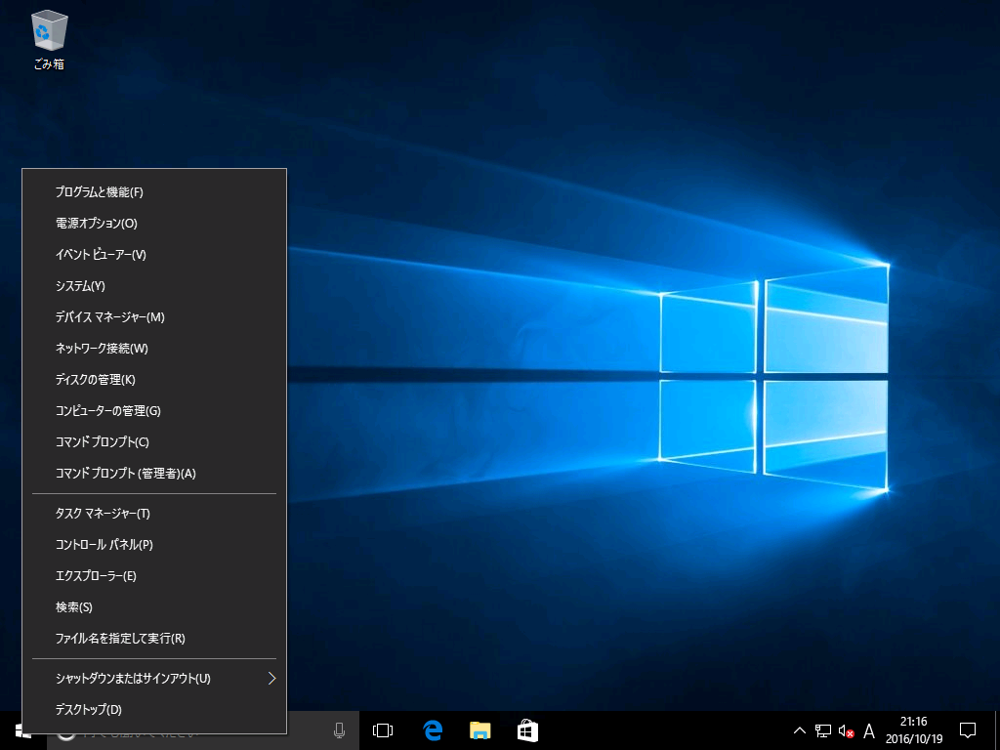 ごみ箱
プログラムと機能(F)
電源オプション(O)
イベント ビューアー(V)
システム(Y)
デバイス マネージャー(M)
ネットワーク接続(W)
ディスクの管理(K)
コンピューターの管理(G)
コマンド プロンプト(C)
コマンド プロンプト (管理者)(A)
タスク マネージャー(T)
コントロール パネル(P)
エクスプローラー(E)
検索(S)
ファイル名を指定して実行(R)
シャットダウンまたはサインアウト(U)
デスクトップ(D)
A
21:16
2016/10/19